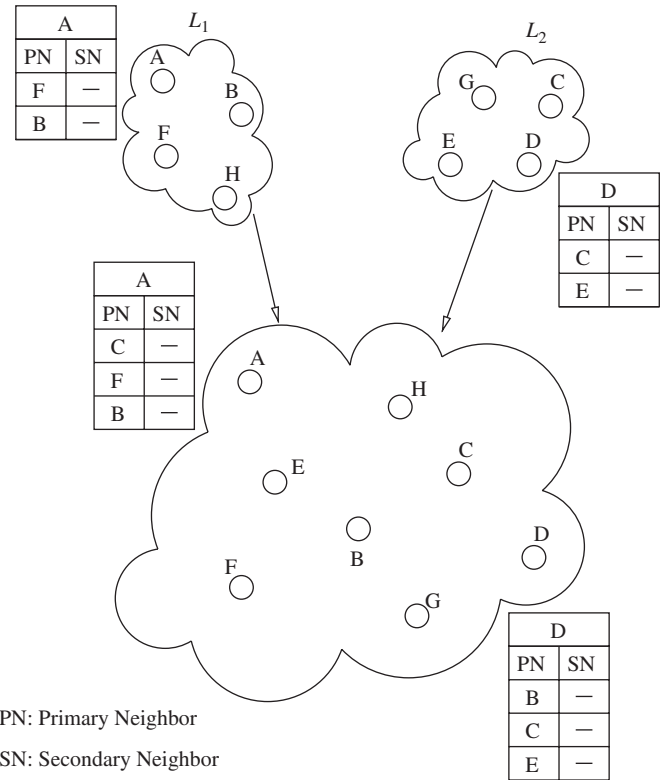 A
PN SN
F —
B —
L1
A
B
F
H
L2
G
C
E
D
D
PN SN
C —
E —
A
PN SN
C —
F —
B —
A
H
E
C
B
D
F
G
D
PN SN
B —
C —
E —
PN: Primary Neighbor
SN: Secondary Neighbor